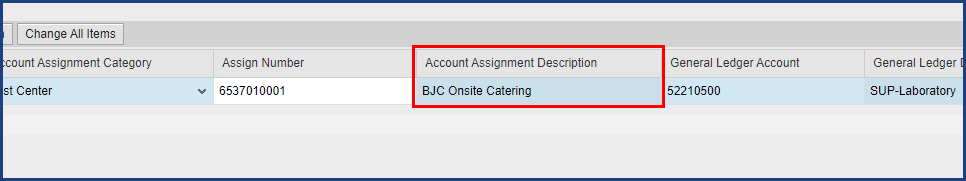 Change All Items
ccount Assignment Category Assign Number Account Assignment Description General Ledger Account General Ledger D
st Center 6537010001 BJC Onsite Catering 52210500 SUP-Laboratory